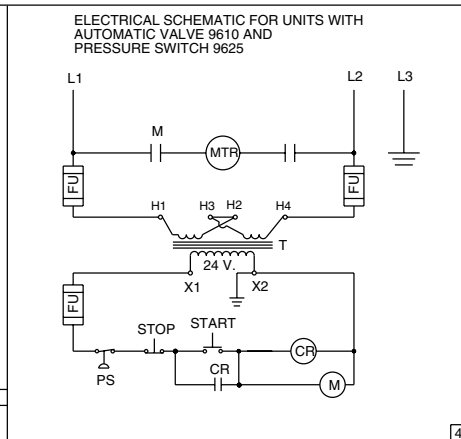 ELECTRICAL SCHEMATIC FOR UNITS WITH
AUTOMATIC VALVE 9610 AND
PRESSURE SWITCH 9625
L1
L2
L3
M
MTR
FU
FU
H1
H3
H2
H4
T
24 V.
X1
X2
FU
STOP
START
CR
PS
CR
M
4